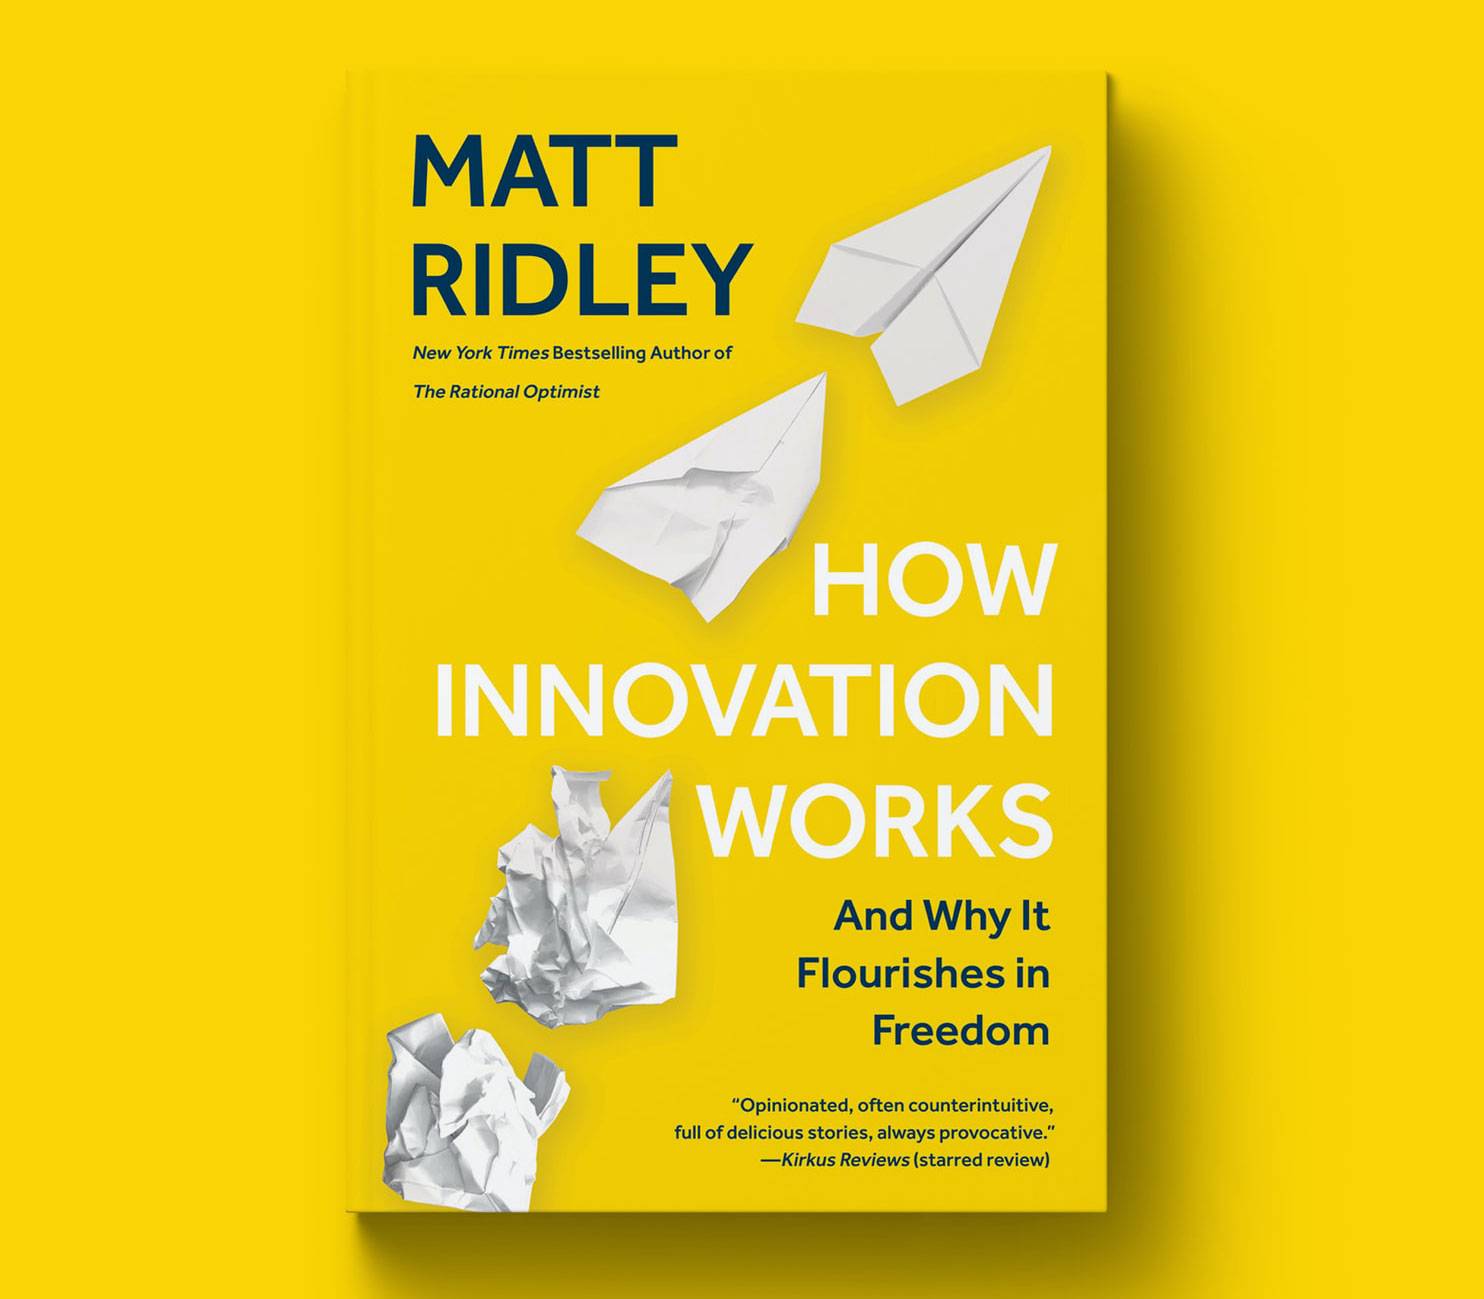 MATT
RIDLEY
New York Times Bestselling Author of
The Rational Optimist
HOW
INNOVATION
WORKS
And Why It
Flourishes in
Freedom
“Opinionated, often counterintuitive,
full of delicious stories, always provocative.”
—Kirkus Reviews (starred review)